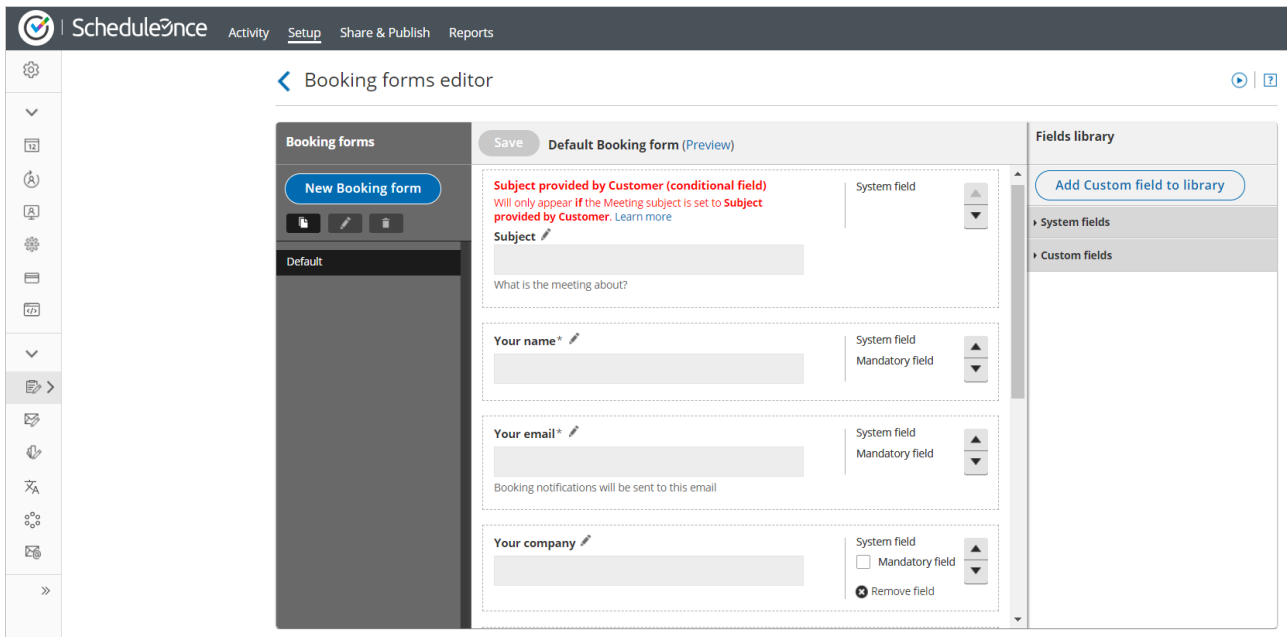 ScheduleOnce Activity Setup Share & Publish Reports
Booking forms editor
?
12
Booking forms
New Booking form
Default
Save Default Booking form (Preview)
Subject provided by Customer (conditional field)
Will only appear if the Meeting subject is set to Subject
provided by Customer. Learn more
System field
Subject
What is the meeting about?
Your name*
System field
Mandatory field
Your email*
System field
Mandatory field
Booking notifications will be sent to this email
Your company
System field
Mandatory field
Remove field
Fields library
Add Custom field to library
System fields
Custom fields